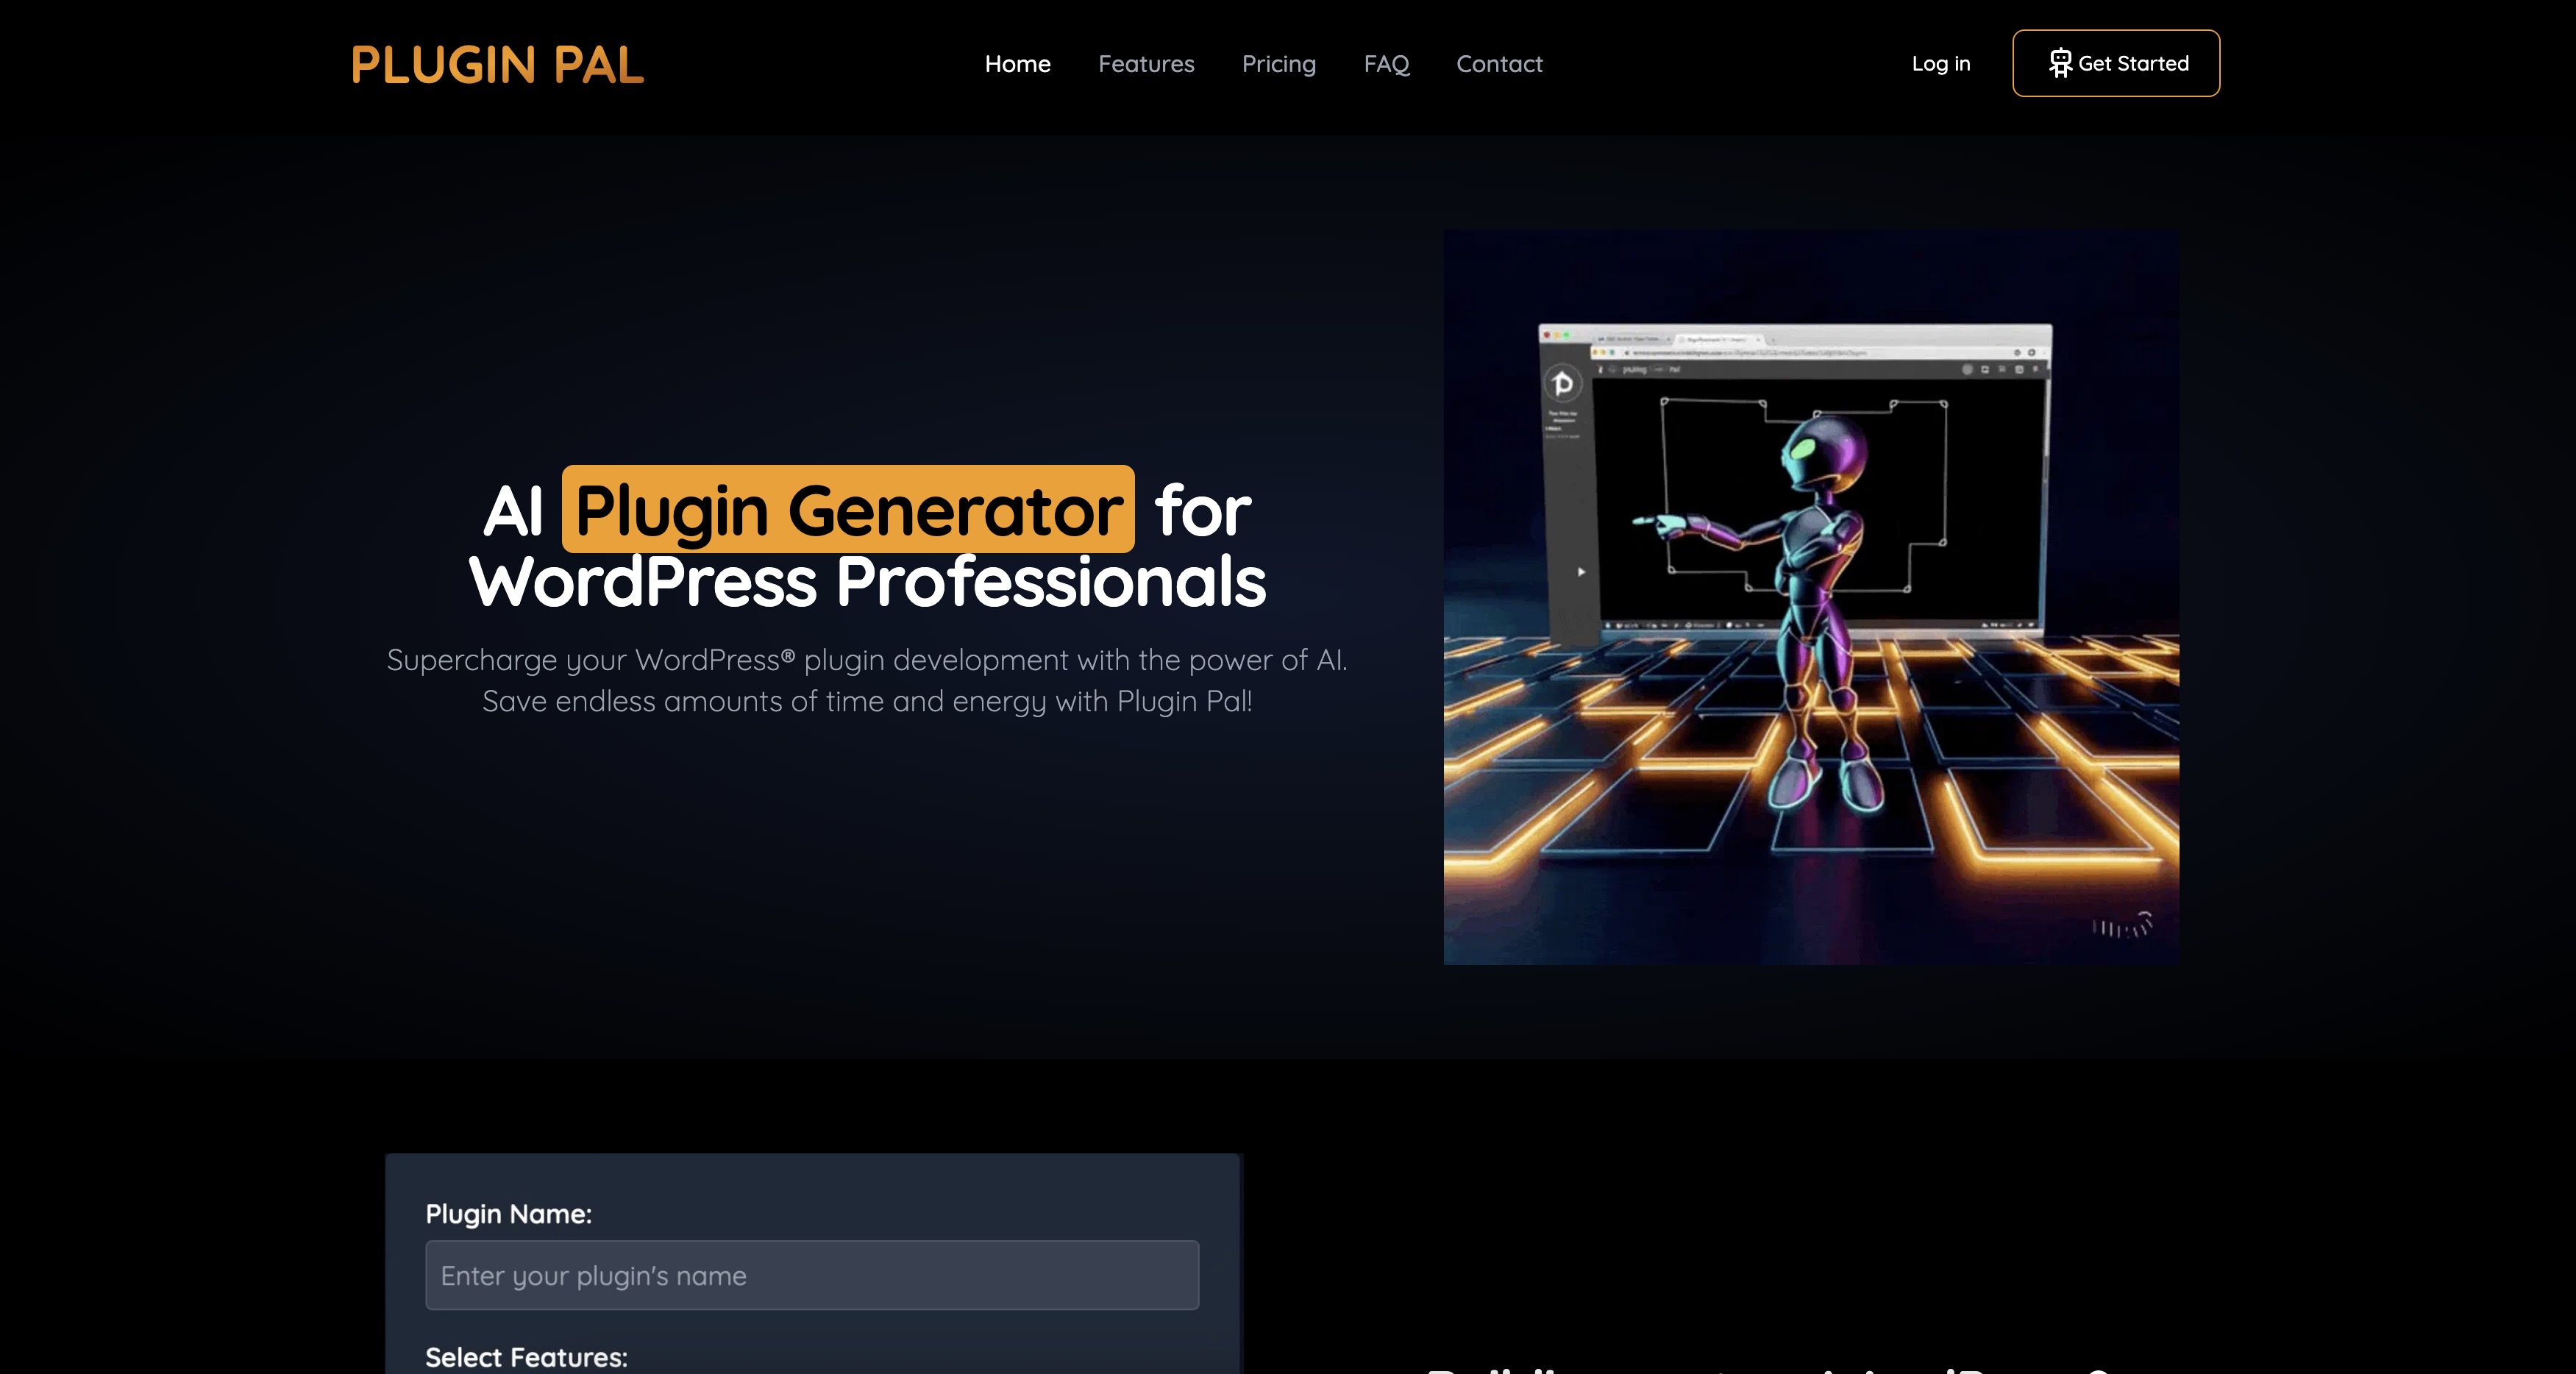 PLUGIN PAL
Home Features Pricing FAQ Contact
Log in
Get Started
AI Plugin Generator for
WordPress Professionals
Supercharge your WordPress® plugin development with the power of AI.
Save endless amounts of time and energy with Plugin Pal!
Plugin Name:
Enter your plugin's name
Select Features: